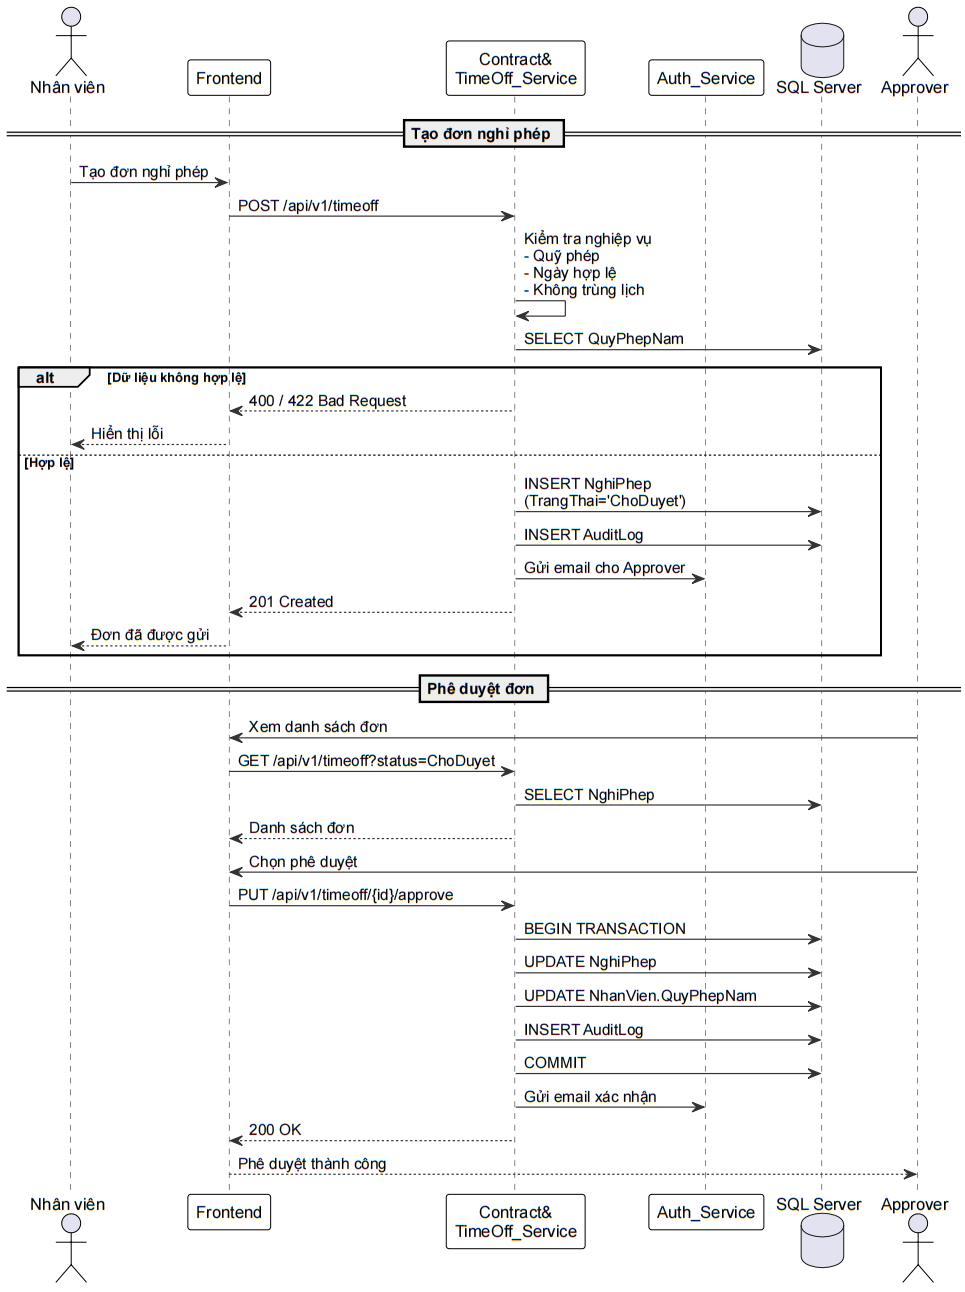 Nhân viên
Frontend
Contract&
TimeOff_Service
Auth_Service
SQL Server
Approver
Tạo đơn nghỉ phép
Tạo đơn nghỉ phép
POST /api/v1/timeoff
Kiểm tra nghiệp vụ
- Quỹ phép
- Ngày hợp lệ
- Không trùng lịch
SELECT QuyPhepNam
alt
[Dữ liệu không hợp lệ]
400 / 422 Bad Request
Hiển thị lỗi
[Hợp lệ]
INSERT NghiPhep
(TrangThai='ChoDuyet')
INSERT AuditLog
Gửi email cho Approver
201 Created
Đơn đã được gửi
Phê duyệt đơn
Xem danh sách đơn
GET /api/v1/timeoff?status=ChoDuyet
SELECT NghiPhep
Danh sách đơn
Chọn phê duyệt
PUT /api/v1/timeoff/{id}/approve
BEGIN TRANSACTION
UPDATE NghiPhep
UPDATE NhanVien.QuyPhepNam
INSERT AuditLog
COMMIT
Gửi email xác nhận
200 OK
Phê duyệt thành công
Nhân viên
Frontend
Contract&
TimeOff_Service
Auth_Service
SQL Server
Approver